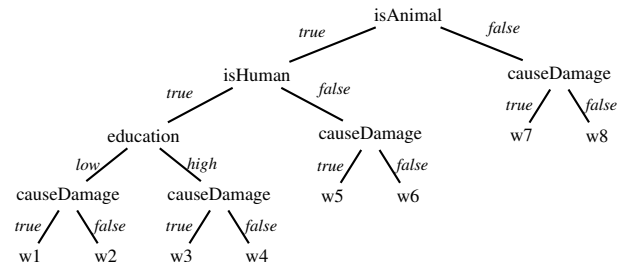 isAnimal
true false
isHuman causeDamage
true false true false
education causeDamage w7 w8
low high true false
causeDamage causeDamage w5 w6
true false true false
w1 w2 w3 w4